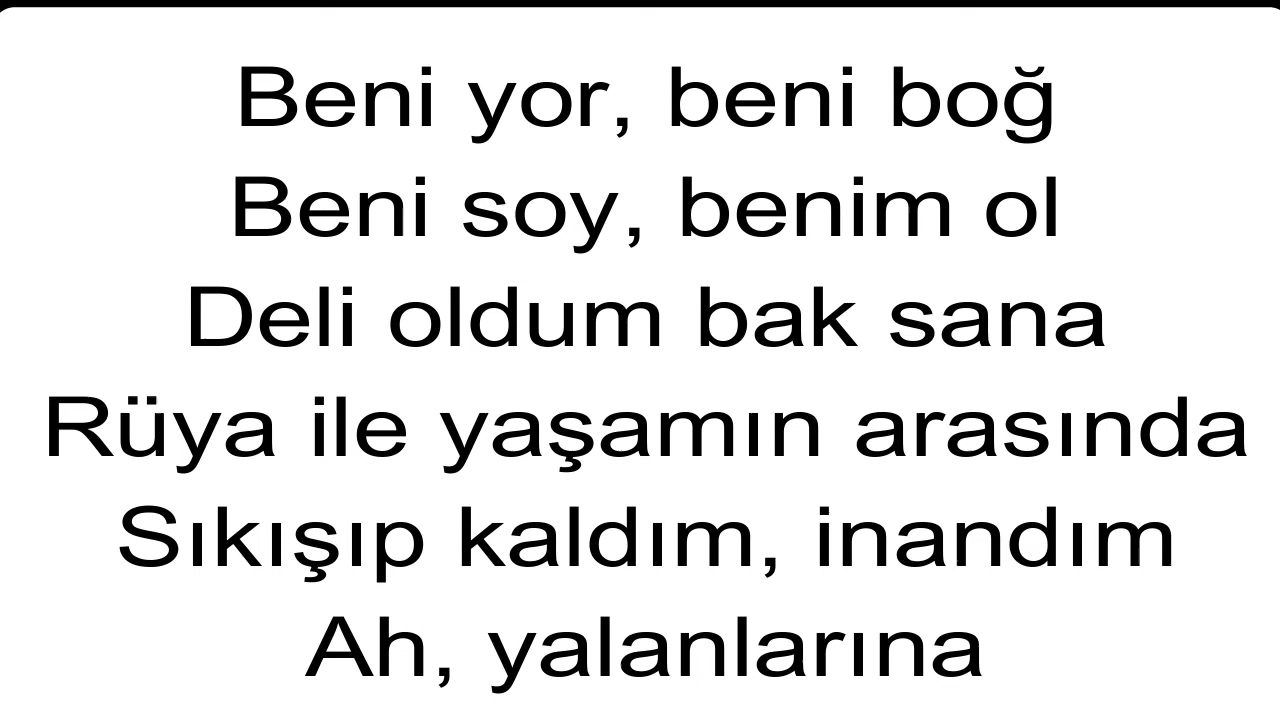 Beni yor, beni boğ
Beni soy, benim ol
Deli oldum bak sana
Rüya ile yaşamın arasında
Sıkışıp kaldım, inandım
Ah, yalanlarına